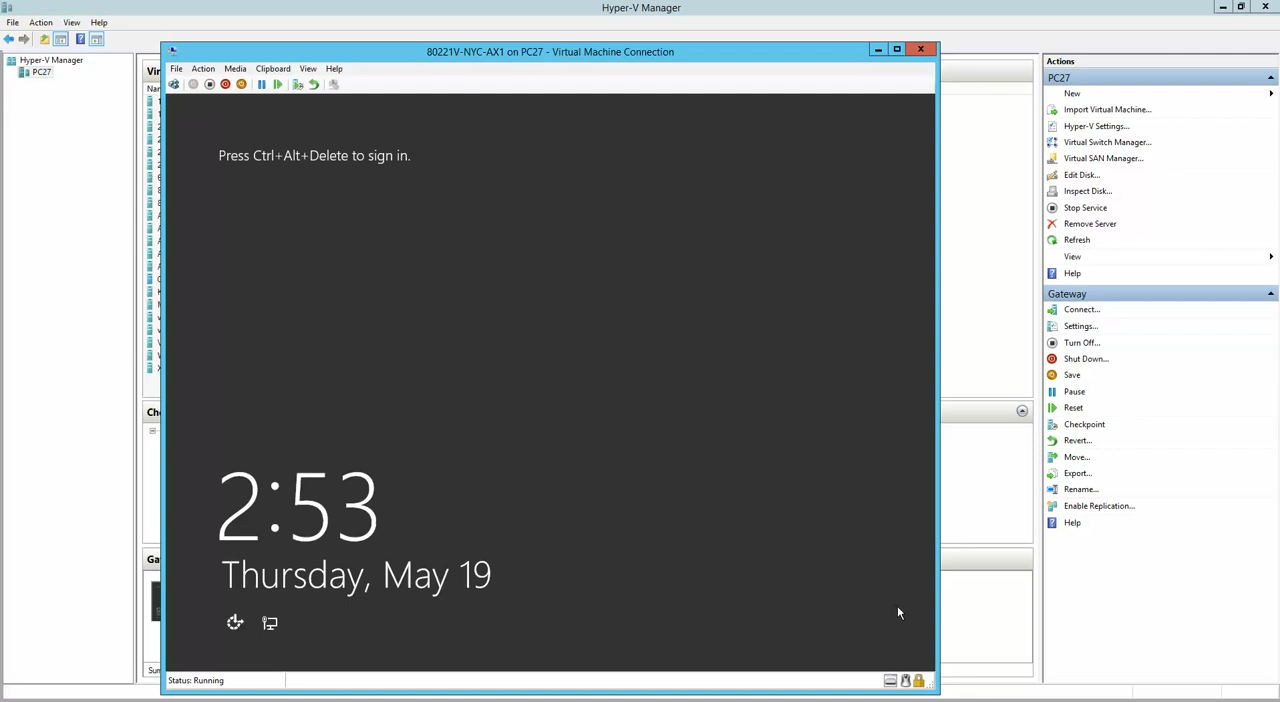 Hyper-V Manager
File Action View Help
Hyper-V Manager
PC27
80221V-NYC-AX1 on PC27 - Virtual Machine Connection
File Action Media Clipboard View Help
Press Ctrl+Alt+Delete to sign in.
2:53
Thursday, May 19
Status: Running
Actions
PC27
New
Import Virtual Machine...
Hyper-V Settings...
Virtual Switch Manager...
Virtual SAN Manager...
Edit Disk...
Inspect Disk...
Stop Service
Remove Server
Refresh
View
Help
Gateway
Connect...
Settings...
Turn Off...
Shut Down...
Save
Pause
Reset
Checkpoint
Revert...
Move...
Export...
Rename...
Enable Replication...
Help